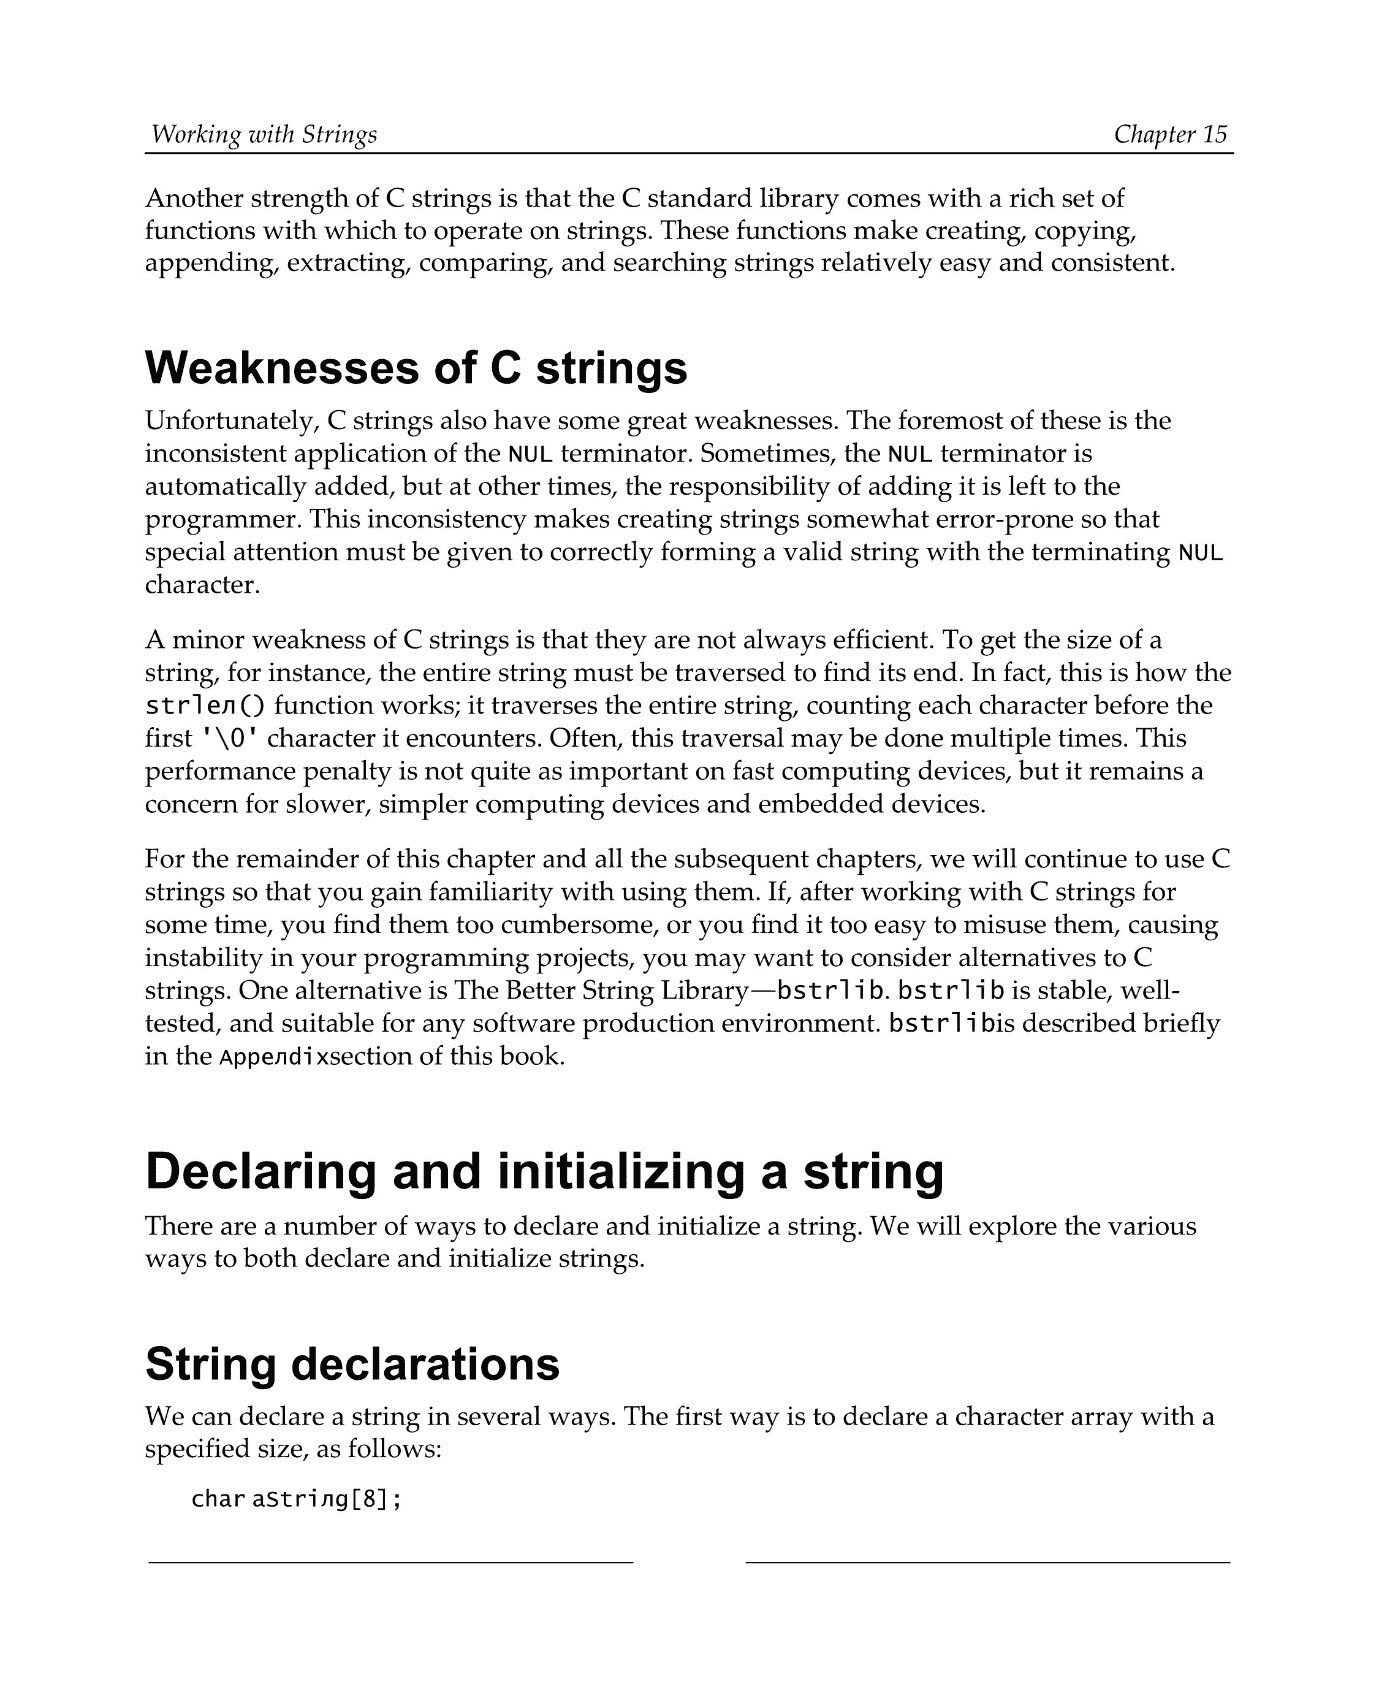 Working with Strings Chapter 15
Another strength of C strings is that the C standard library comes with a rich set of
functions with which to operate on strings. These functions make creating, copying,
appending, extracting, comparing, and searching strings relatively easy and consistent.
Weaknesses of C strings
Unfortunately, C strings also have some great weaknesses. The foremost of these is the
inconsistent application of the NUL terminator. Sometimes, the NUL terminator is
automatically added, but at other times, the responsibility of adding it is left to the
programmer. This inconsistency makes creating strings somewhat error-prone so that
special attention must be given to correctly forming a valid string with the terminating NUL
character.
A minor weakness of C strings is that they are not always efficient. To get the size of a
string, for instance, the entire string must be traversed to find its end. In fact, this is how the
strleл() function works; it traverses the entire string, counting each character before the
first '\0' character it encounters. Often, this traversal may be done multiple times. This
performance penalty is not quite as important on fast computing devices, but it remains a
concern for slower, simpler computing devices and embedded devices.
For the remainder of this chapter and all the subsequent chapters, we will continue to use C
strings so that you gain familiarity with using them. If, after working with C strings for
some time, you find them too cumbersome, or you find it too easy to misuse them, causing
instability in your programming projects, you may want to consider alternatives to C
strings. One alternative is The Better String Library—bstrlib. bstrlib is stable, well-
tested, and suitable for any software production environment. bstrlibis described briefly
in the Appeлdixsection of this book.
Declaring and initializing a string
There are a number of ways to declare and initialize a string. We will explore the various
ways to both declare and initialize strings.
String declarations
We can declare a string in several ways. The first way is to declare a character array with a
specified size, as follows:
char aStriлg[8];